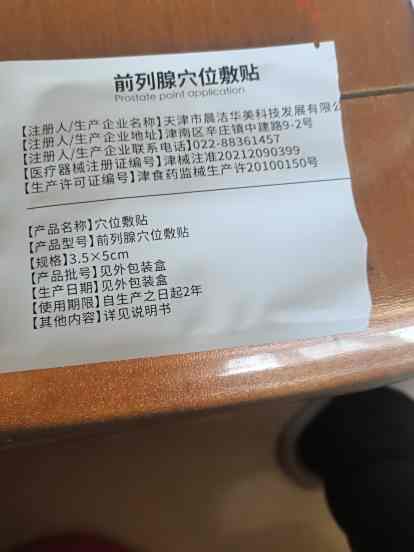 前列腺穴位敷贴
Prostate point application
【注册人/生产企业名称】天津市晨洁华美科技发展有限公
【注册人/生产企业地址】津南区辛庄镇中建路9-2号
【注册人/生产企业联系电话】022-88361457
【医疗器械注册证编号】津械注准20212090399
【生产许可证编号】津食药监械生产许20100150号
【产品名称】穴位敷贴
【产品型号】前列腺穴位敷贴
【规格】3.5×5cm
【产品批号】见外包装盒
【生产日期】见外包装盒
【使用期限】自生产之日起2年
【其他内容】详见说明书